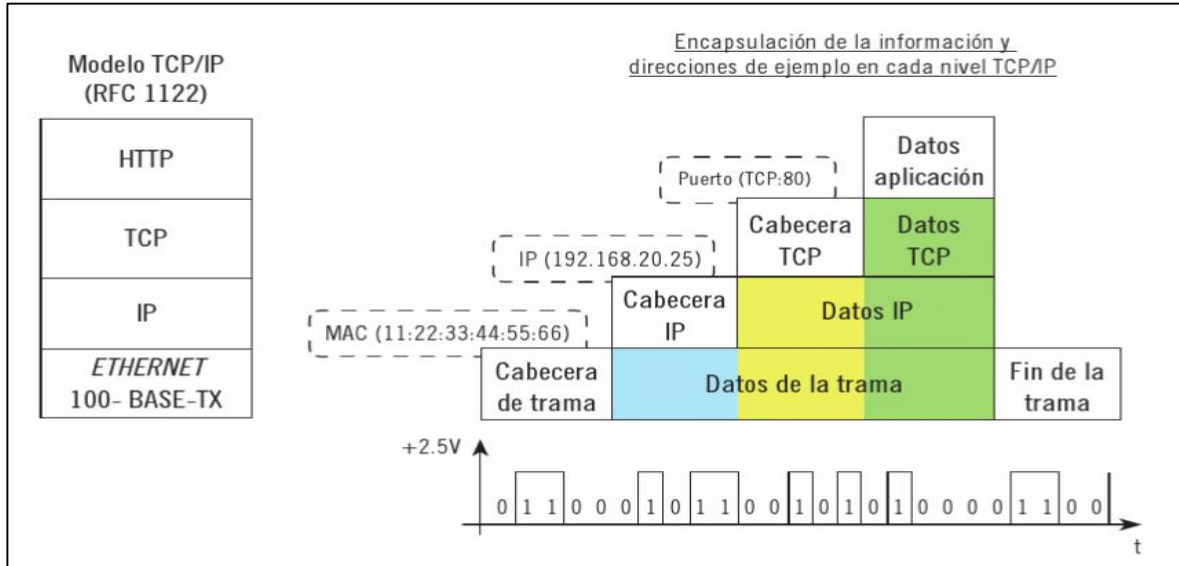 Modelo TCP/IP
(RFC 1122)
HTTP
TCP
IP
ETHERNET
100- BASE-TX
Encapsulación de la información y
direcciones de ejemplo en cada nivel TCP/IP
Datos
aplicación
Puerto (TCP:80)
Cabecera
TCP
Datos
TCP
IP (192.168.20.25)
Cabecera
IP
Datos IP
MAC (11:22:33:44:55:66)
Cabecera
de trama
Datos de la trama
Fin de la
trama
+2.5V
0 1 1 0 0 0 1 0 1 1 0 0 1 0 1 0 1 0 0 0 0 1 1 0 0
t